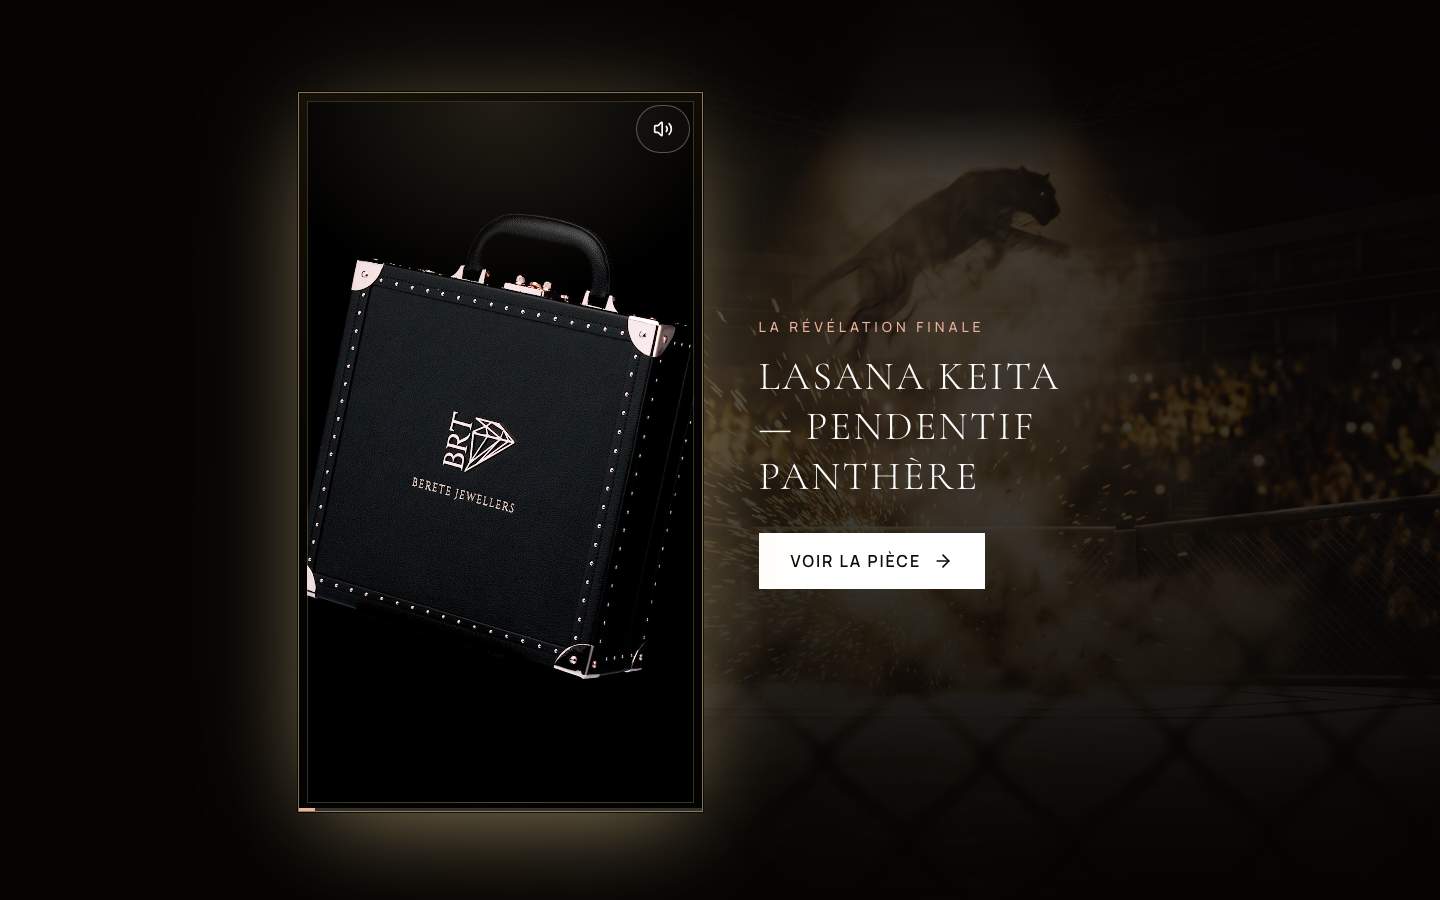 BRT
BERETE JEWELLERS
LA RÉVÉLATION FINALE
LASANA KEITA
— PENDENTIF
PANTHÈRE
VOIR LA PIÈCE